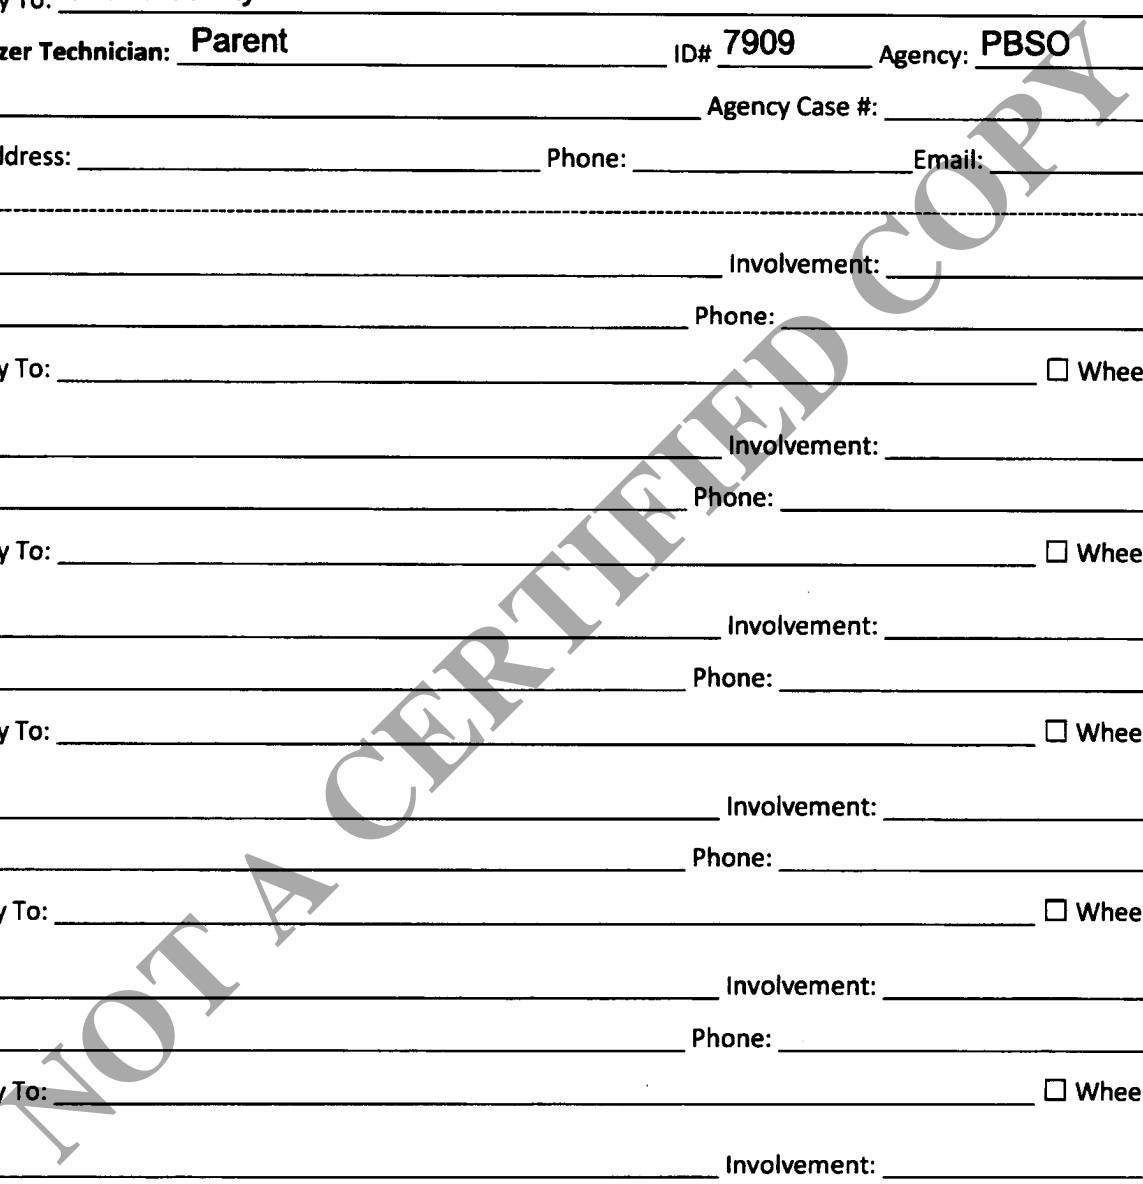 To:
zer Technician: Parent ID# 7909 Agency: PBSO
Agency Case #:
ddress: Phone: Email:
Involvement:
Phone:
y To: ☐ Whee
Involvement:
Phone:
y To: ☐ Whee
Involvement:
Phone:
y To: ☐ Whee
Involvement:
Phone:
y To: ☐ Whee
Involvement:
Phone:
y To: ☐ Whee
Involvement:
NOT A CERTIFIED COPY